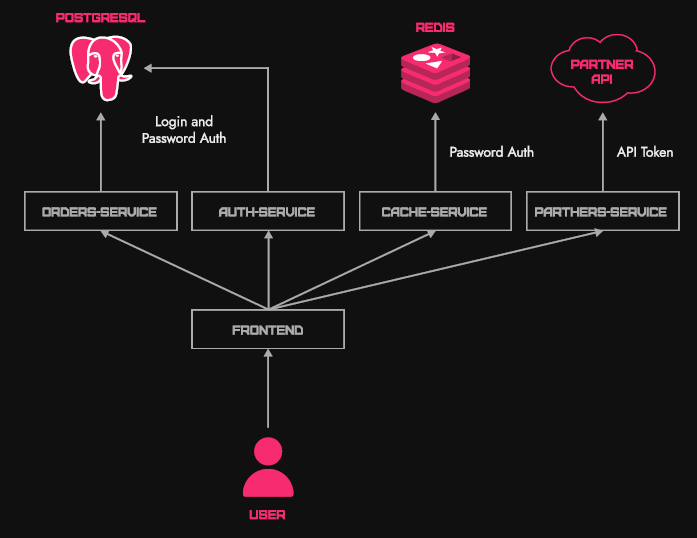 POSTGRESQL
REDIS
PARTNER
API
Login and
Password Auth
Password Auth
API Token
ORDERS-SERVICE
AUTH-SERVICE
CACHE-SERVICE
PARTHERS-SERVICE
FRONTEND
USER